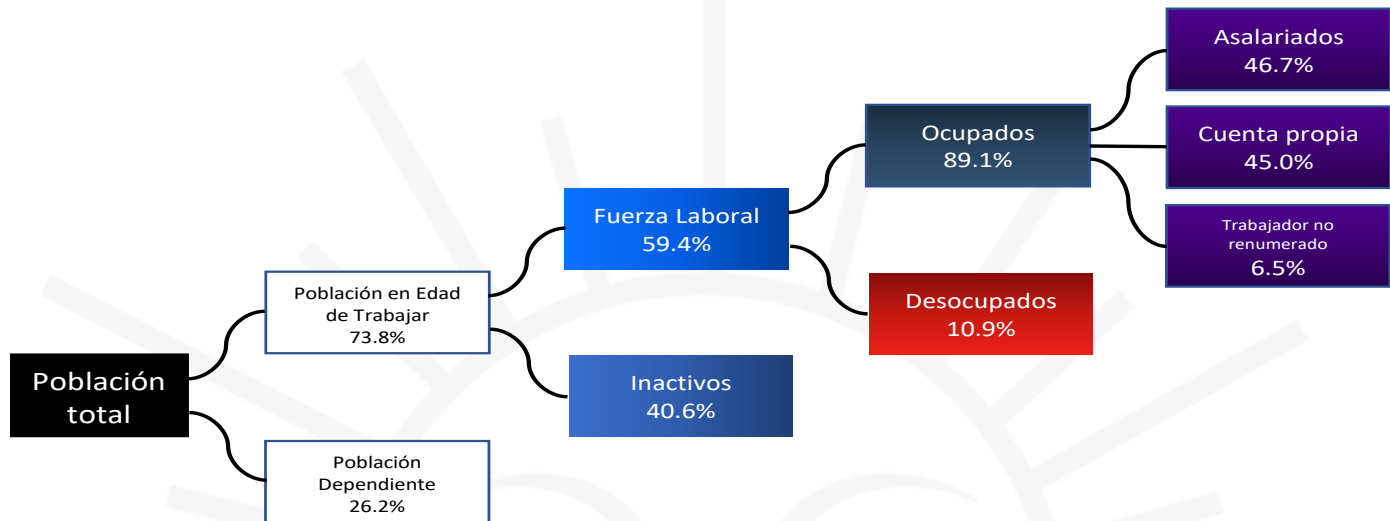 Población
total
Población en Edad
de Trabajar
73.8%
Población
Dependiente
26.2%
Fuerza Laboral
59.4%
Inactivos
40.6%
Ocupados
89.1%
Desocupados
10.9%
Asalariados
46.7%
Cuenta propia
45.0%
Trabajador no
renumerado
6.5%